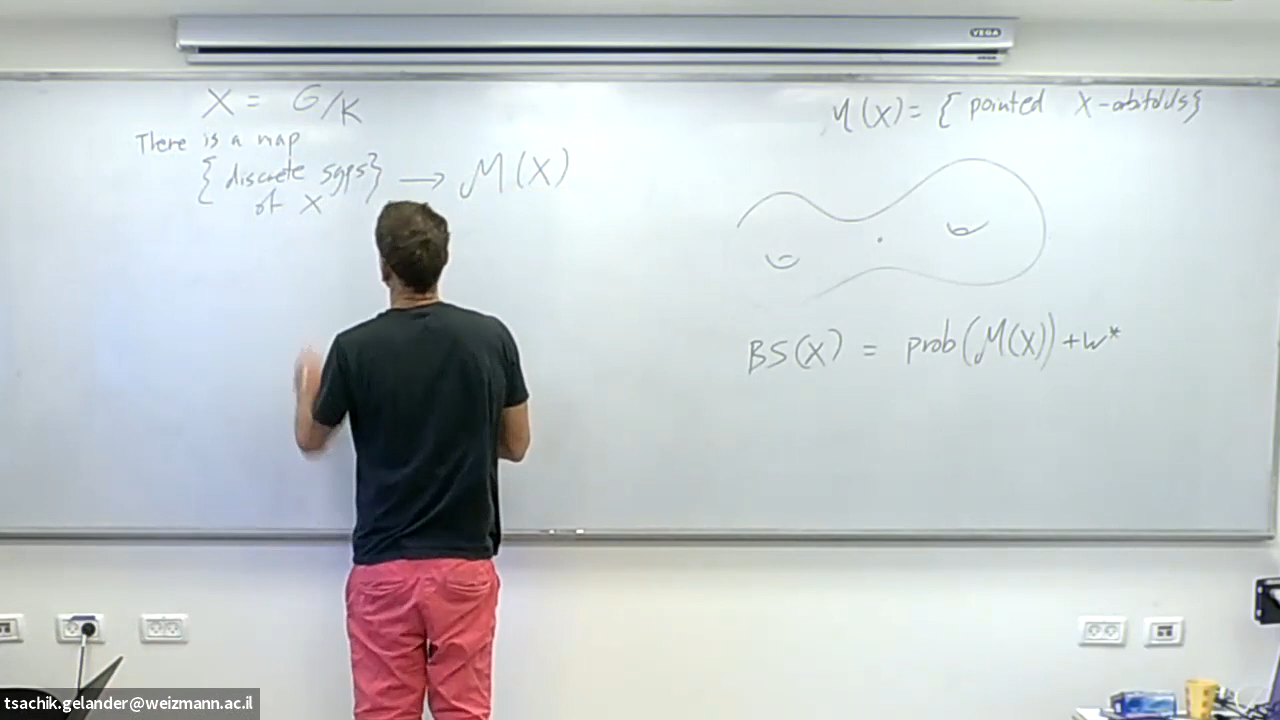 VEGA
X = G/K
There is a map
{discrete sgps} → M(X)
of X
M(X) = { pointed X-orbifolds}
BS(X) = prob(M(X)) + w*
tsachik.gelander@weizmann.ac.il